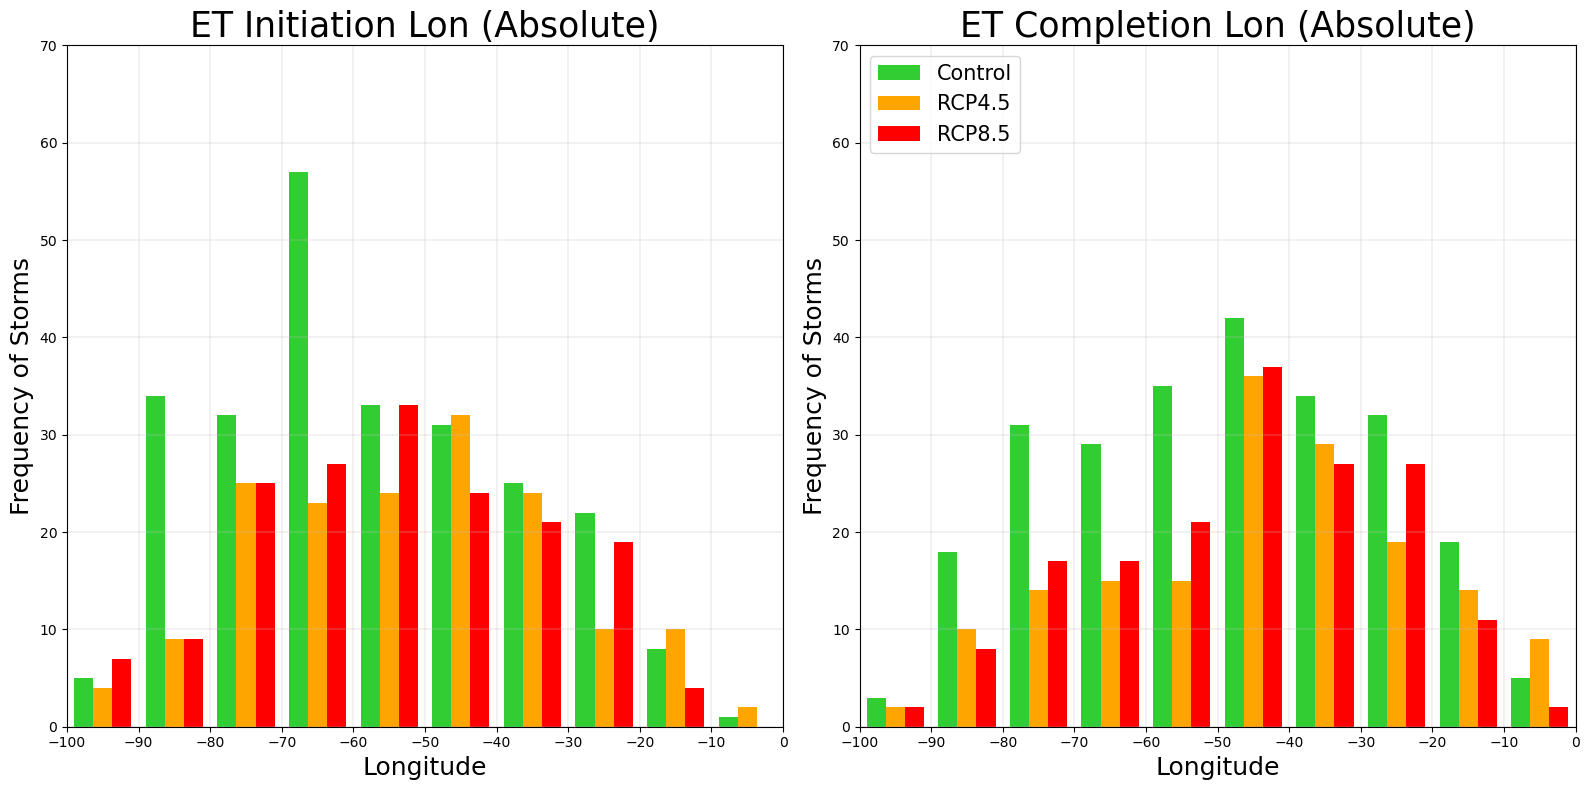 ET Initiation Lon (Absolute)
70
60
50
40
30
20
10
0
Frequency of Storms
−100 −90 −80 −70 −60 −50 −40 −30 −20 −10 0
Longitude
ET Completion Lon (Absolute)
Control
RCP4.5
RCP8.5
70
60
50
40
30
20
10
0
Frequency of Storms
−100 −90 −80 −70 −60 −50 −40 −30 −20 −10 0
Longitude